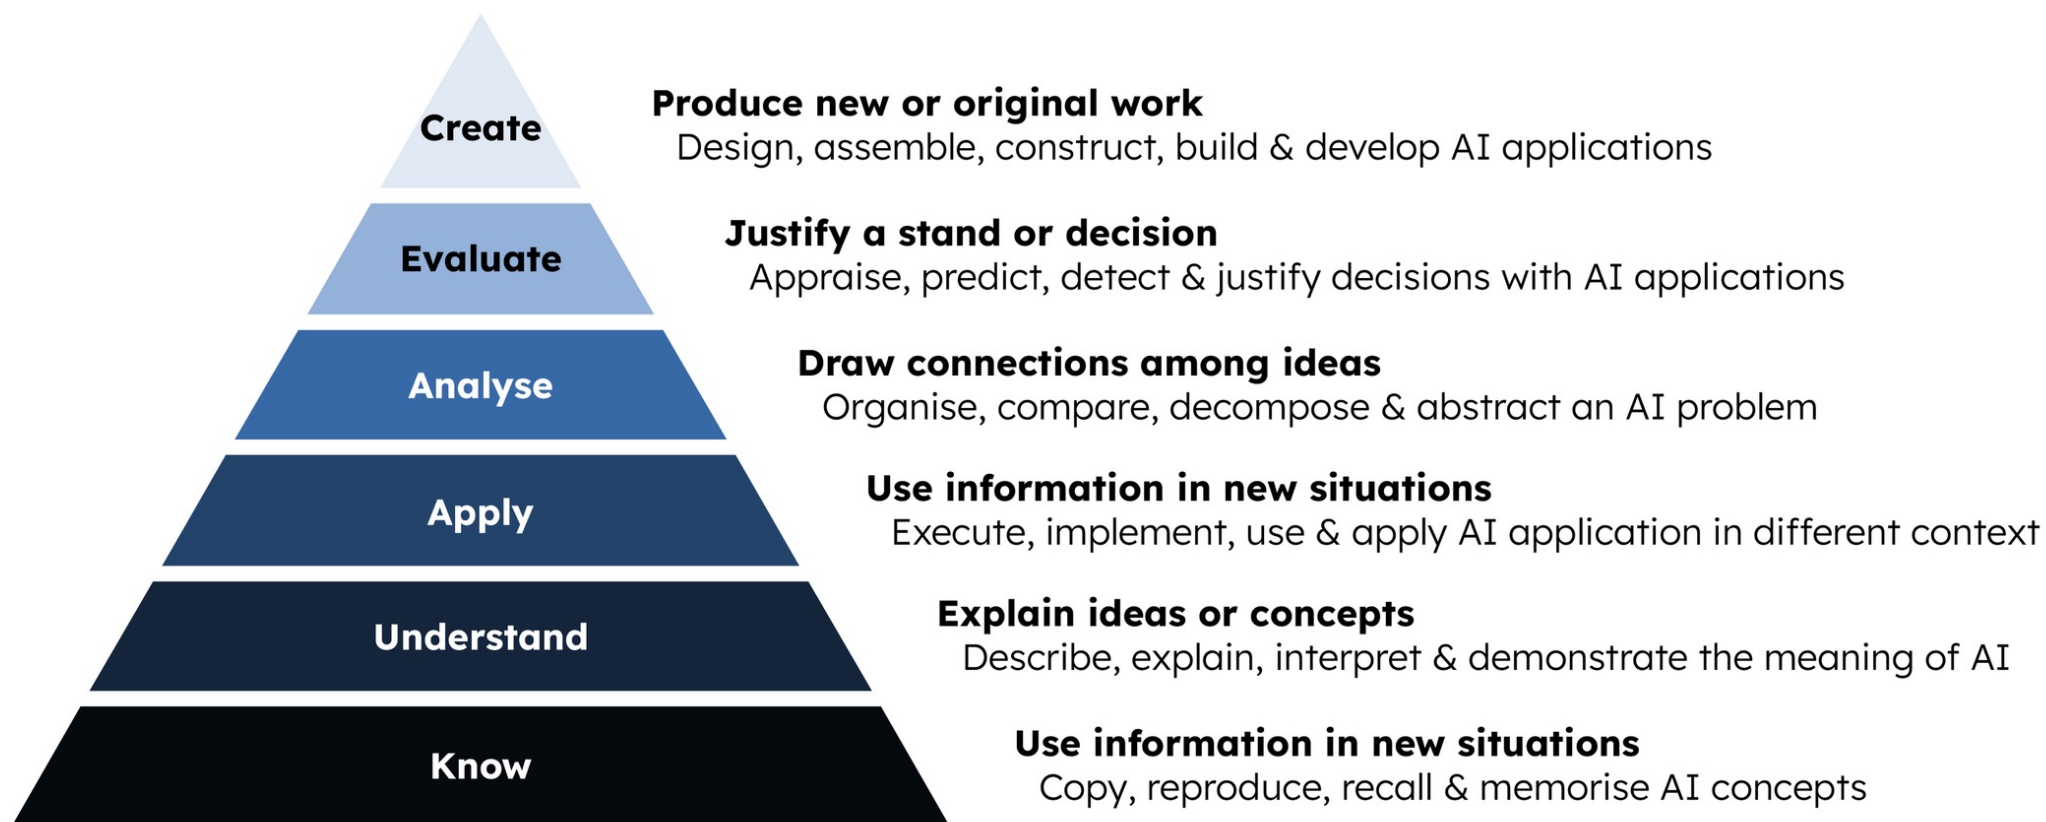 Create
Produce new or original work
Design, assemble, construct, build & develop AI applications
Evaluate
Justify a stand or decision
Appraise, predict, detect & justify decisions with AI applications
Analyse
Draw connections among ideas
Organise, compare, decompose & abstract an AI problem
Apply
Use information in new situations
Execute, implement, use & apply AI application in different context
Understand
Explain ideas or concepts
Describe, explain, interpret & demonstrate the meaning of AI
Know
Use information in new situations
Copy, reproduce, recall & memorise AI concepts